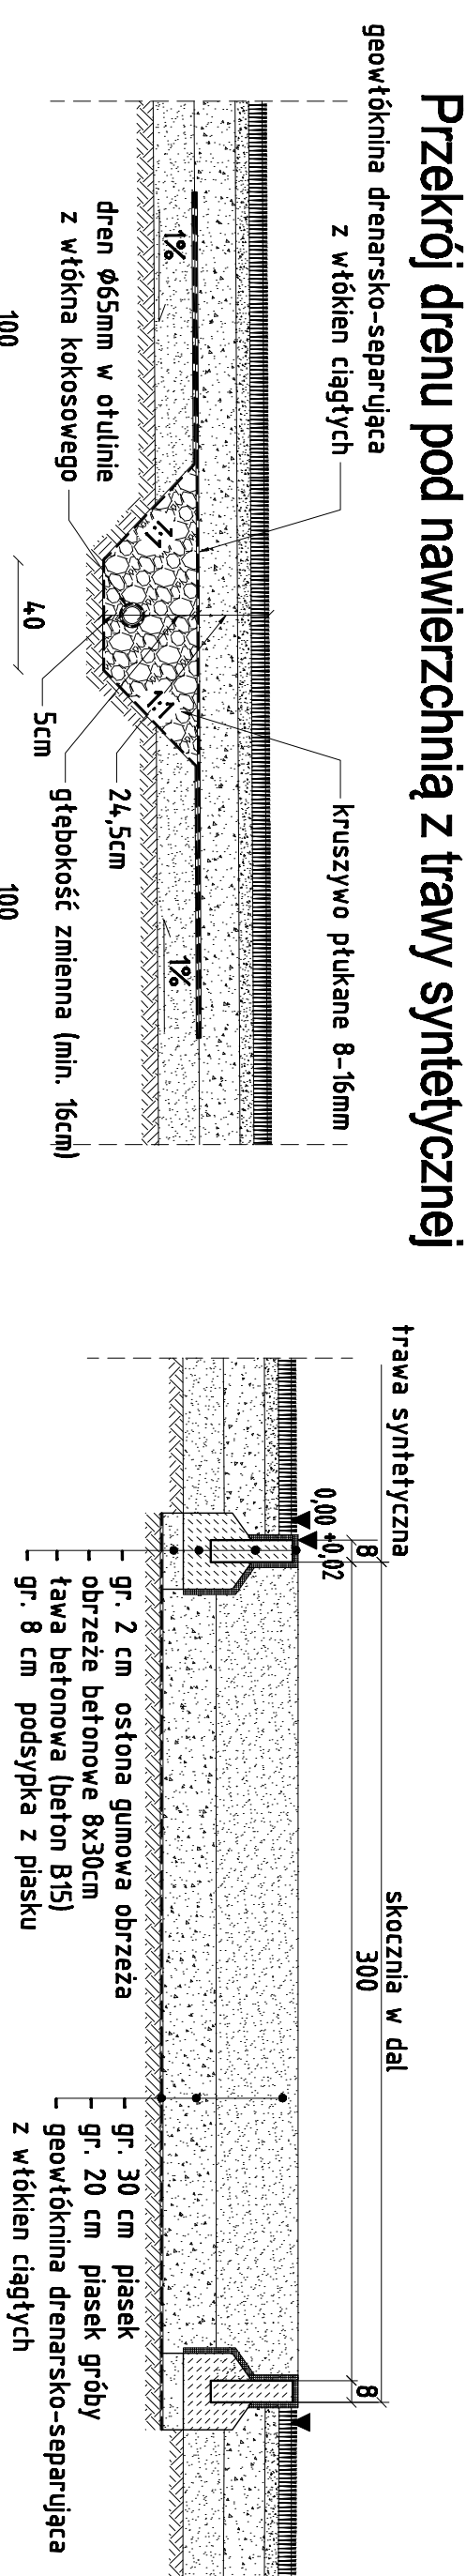 Przekrój drenu pod nawierzchnią z trawy syntetycznej
geowłóknina drenarsko-separująca
z włókien ciągłych
kruszywo płukane 8-16mm
1%
1:1
1:1
1%
dren Ø65mm w otulinie
z włókna kokosowego
24,5cm
głębokość zmienna (min. 16cm)
5cm
40
100
100
trawa syntetyczna
skocznia w dal
8
300
8
0,00
+0,02
gr. 2 cm osłona gumowa obrzeża
obrzeże betonowe 8x30cm
ława betonowa (beton B15)
gr. 8 cm podsypka z piasku
gr. 30 cm piasek
gr. 20 cm piasek gróby
geowłóknina drenarsko-separująca
z włókien ciągłych